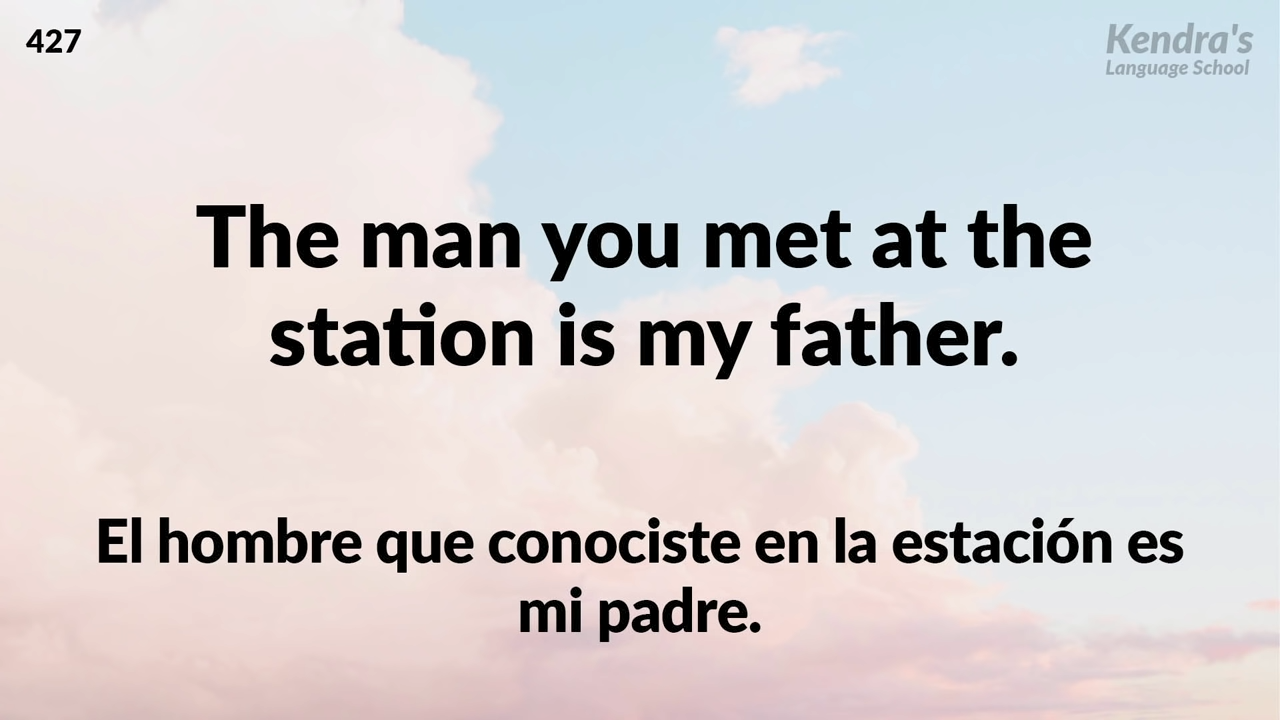 427
Kendra's
Language School
The man you met at the
station is my father.
El hombre que conociste en la estación es
mi padre.